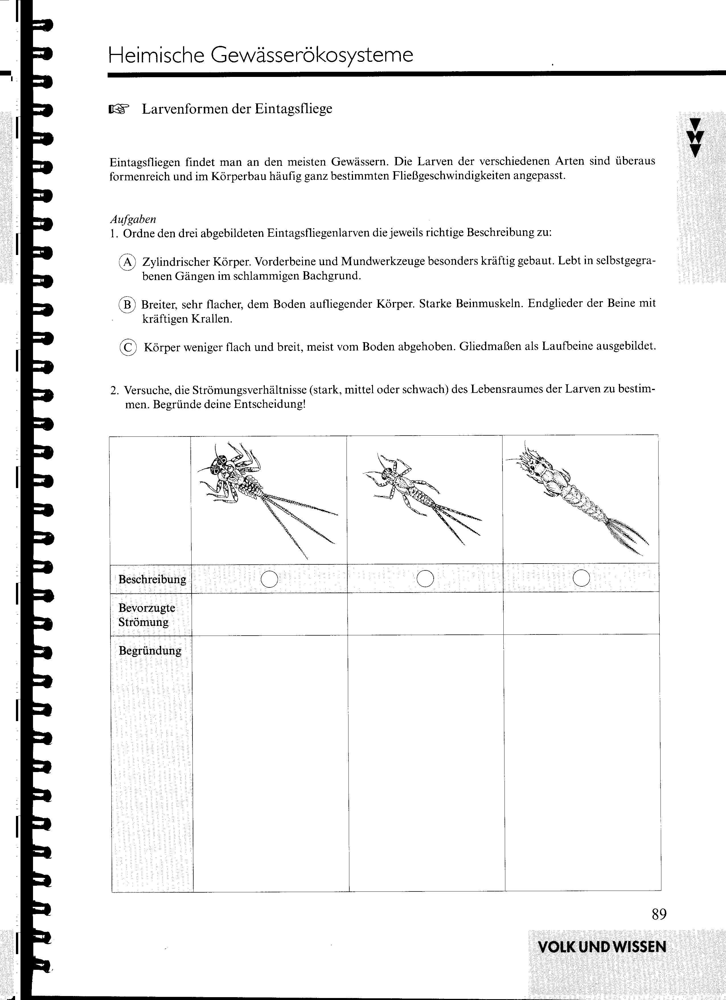 Heimische Gewässerökosysteme
Larvenformen der Eintagsfliege
Eintagsfliegen findet man an den meisten Gewässern. Die Larven der verschiedenen Arten sind überaus
formenreich und im Körperbau häufig ganz bestimmten Fließgeschwindigkeiten angepasst.
Aufgaben
1. Ordne den drei abgebildeten Eintagsfliegenlarven die jeweils richtige Beschreibung zu:
A Zylindrischer Körper. Vorderbeine und Mundwerkzeuge besonders kräftig gebaut. Lebt in selbstgegra-
benen Gängen im schlammigen Bachgrund.
B Breiter, sehr flacher, dem Boden aufliegender Körper. Starke Beinmuskeln. Endglieder der Beine mit
kräftigen Krallen.
C Körper weniger flach und breit, meist vom Boden abgehoben. Gliedmaßen als Laufbeine ausgebildet.
2. Versuche, die Strömungsverhältnisse (stark, mittel oder schwach) des Lebensraumes der Larven zu bestim-
men. Begründe deine Entscheidung!
Beschreibung
Bevorzugte
Strömung
Begründung
89
VOLK UND WISSEN